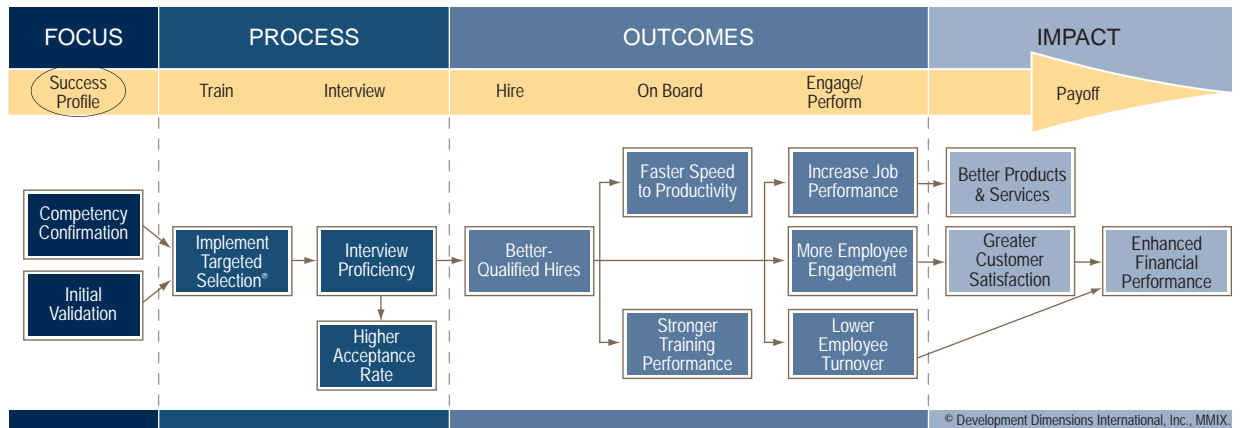 FOCUS
PROCESS
OUTCOMES
IMPACT
Success
Profile
Train
Interview
Hire
On Board
Engage/
Perform
Payoff
Competency
Confirmation
Initial
Validation
Implement
Targeted
Selection®
Interview
Proficiency
Higher
Acceptance
Rate
Better-
Qualified Hires
Faster Speed
to Productivity
Stronger
Training
Performance
Increase Job
Performance
More Employee
Engagement
Lower
Employee
Turnover
Better Products
& Services
Greater
Customer
Satisfaction
Enhanced
Financial
Performance
© Development Dimensions International, Inc., MMIX.